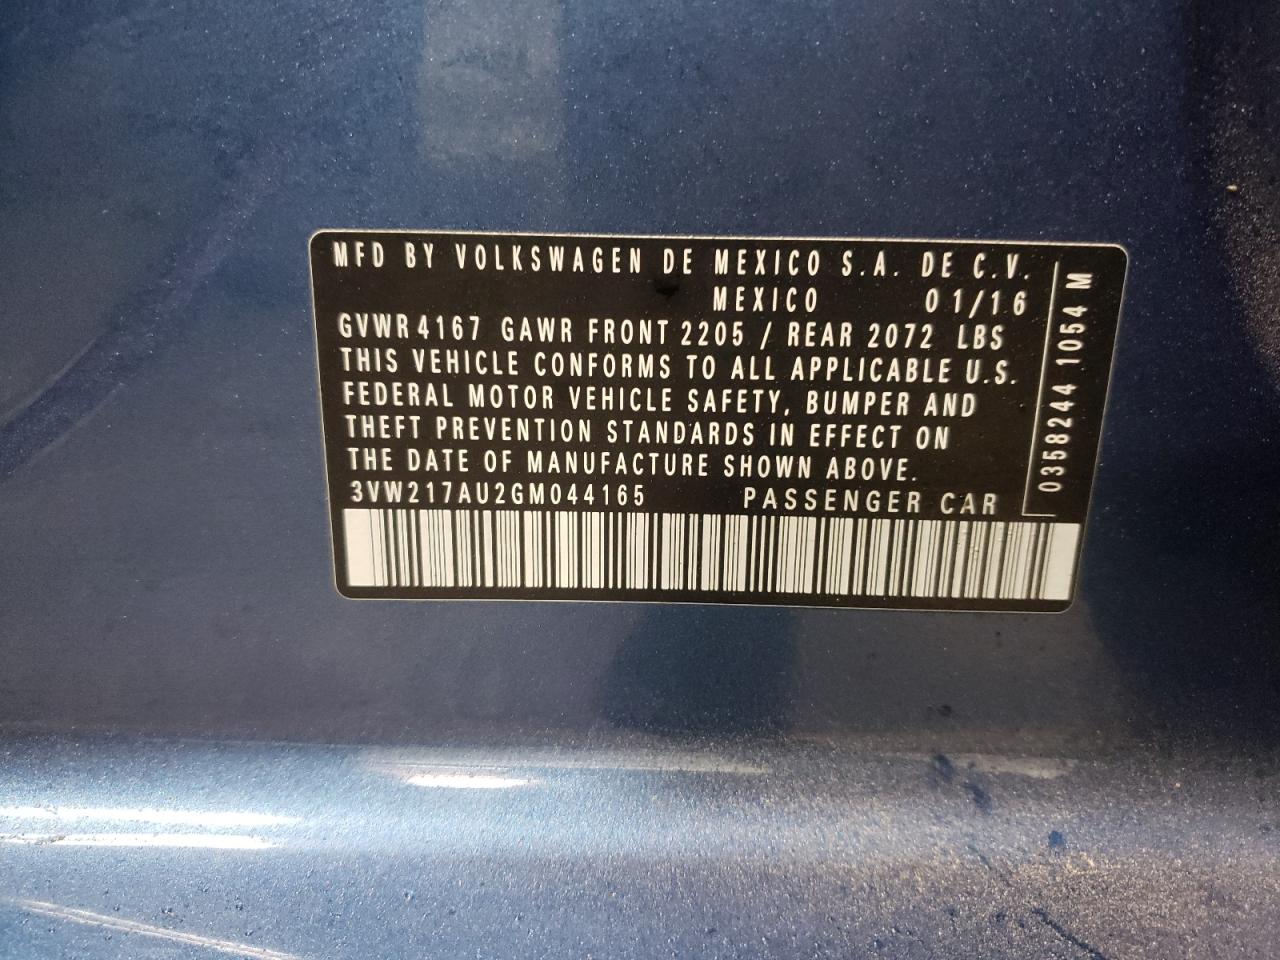 MFD BY VOLKSWAGEN DE MEXICO S.A. DE C.V.
MEXICO 01/16
GVWR 4167 GAWR FRONT 2205 / REAR 2072 LBS
THIS VEHICLE CONFORMS TO ALL APPLICABLE U.S.
FEDERAL MOTOR VEHICLE SAFETY, BUMPER AND
THEFT PREVENTION STANDARDS IN EFFECT ON
THE DATE OF MANUFACTURE SHOWN ABOVE.
3VW217AU2GM044165 PASSENGER CAR
0358244 1054 M